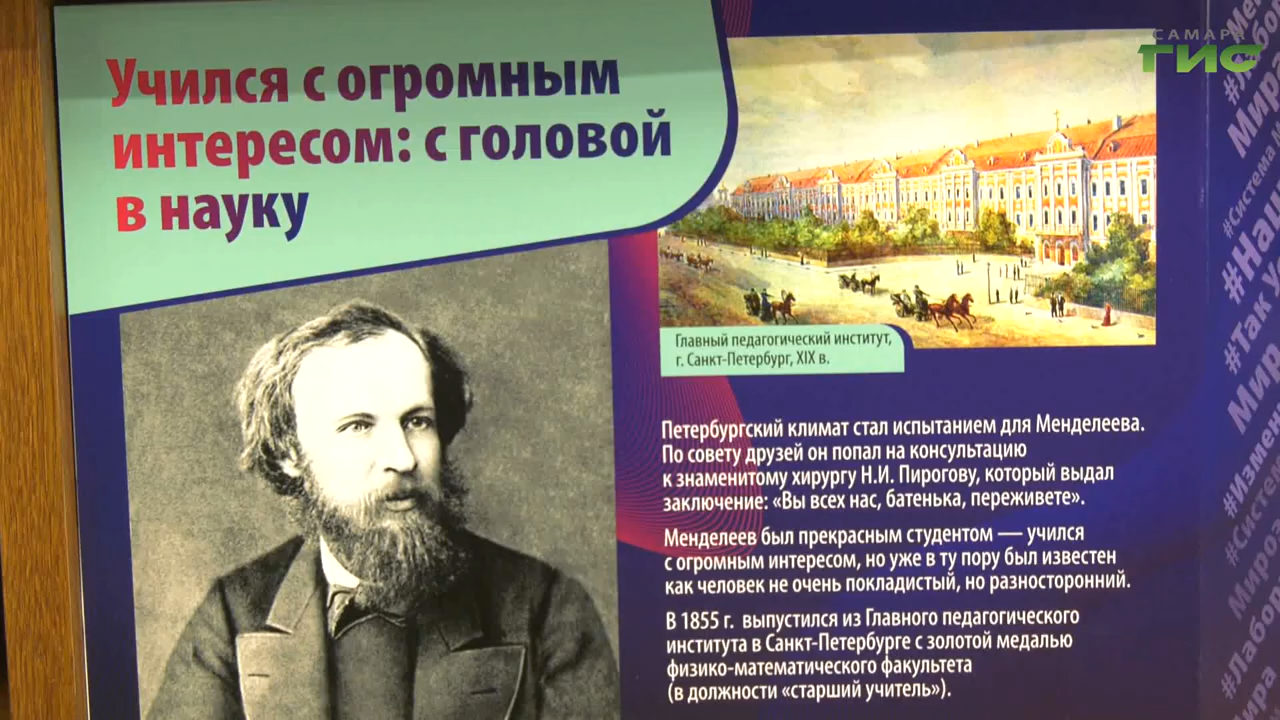 Учился с огромным
интересом: с головой
в науку
САМАРА
ГИС
Главный педагогический институт,
г. Санкт-Петербург, XIX в.
Петербургский климат стал испытанием для Менделеева.
По совету друзей он попал на консультацию
к знаменитому хирургу Н.И. Пирогову, который выдал
заключение: «Вы всех нас, батенька, переживете».
Менделеев был прекрасным студентом — учился
с огромным интересом, но уже в ту пору был известен
как человек не очень покладистый, но разносторонний.
В 1855 г. выпустился из Главного педагогического
института в Санкт-Петербурге с золотой медалью
физико-математического факультета
(в должности «старший учитель»).
#Система